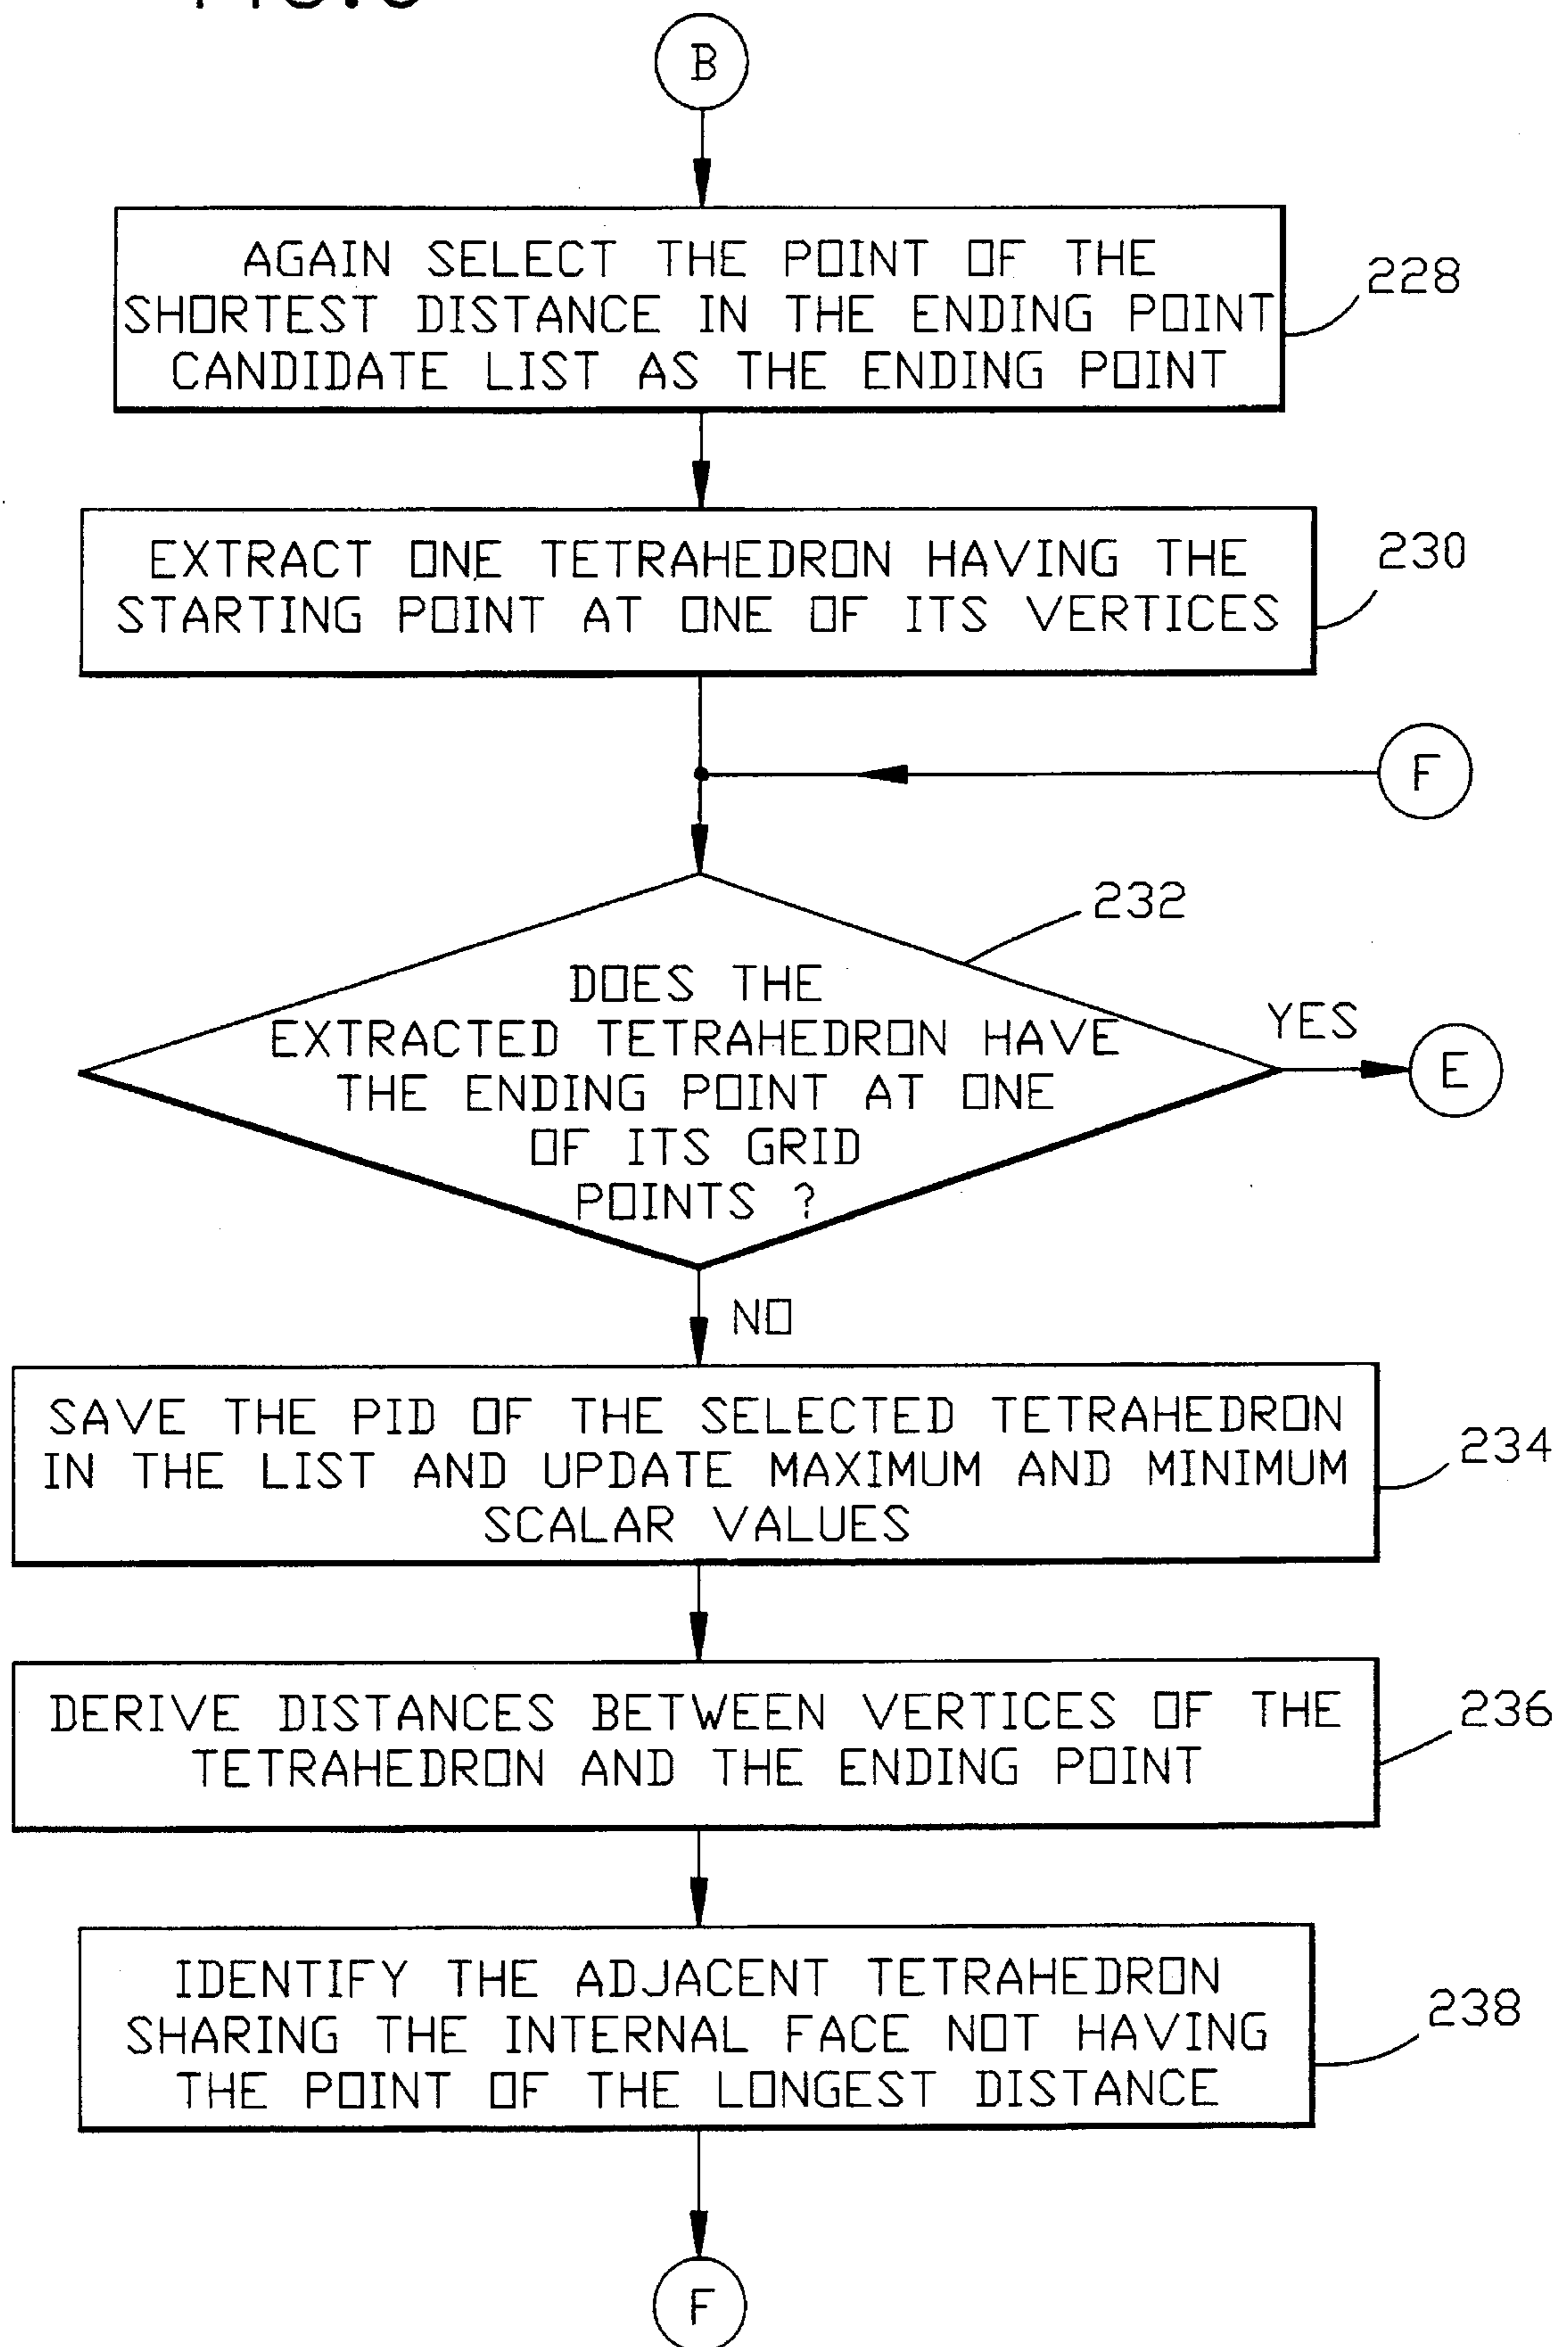 B
AGAIN SELECT THE POINT OF THE
SHORTEST DISTANCE IN THE ENDING POINT
CANDIDATE LIST AS THE ENDING POINT
228
EXTRACT ONE TETRAHEDRON HAVING THE
STARTING POINT AT ONE OF ITS VERTICES
230
F
232
DOES THE
EXTRACTED TETRAHEDRON HAVE
THE ENDING POINT AT ONE
OF ITS GRID
POINTS ?
YES
E
NO
SAVE THE PID OF THE SELECTED TETRAHEDRON
IN THE LIST AND UPDATE MAXIMUM AND MINIMUM
SCALAR VALUES
234
DERIVE DISTANCES BETWEEN VERTICES OF THE
TETRAHEDRON AND THE ENDING POINT
236
IDENTIFY THE ADJACENT TETRAHEDRON
SHARING THE INTERNAL FACE NOT HAVING
THE POINT OF THE LONGEST DISTANCE
238
F